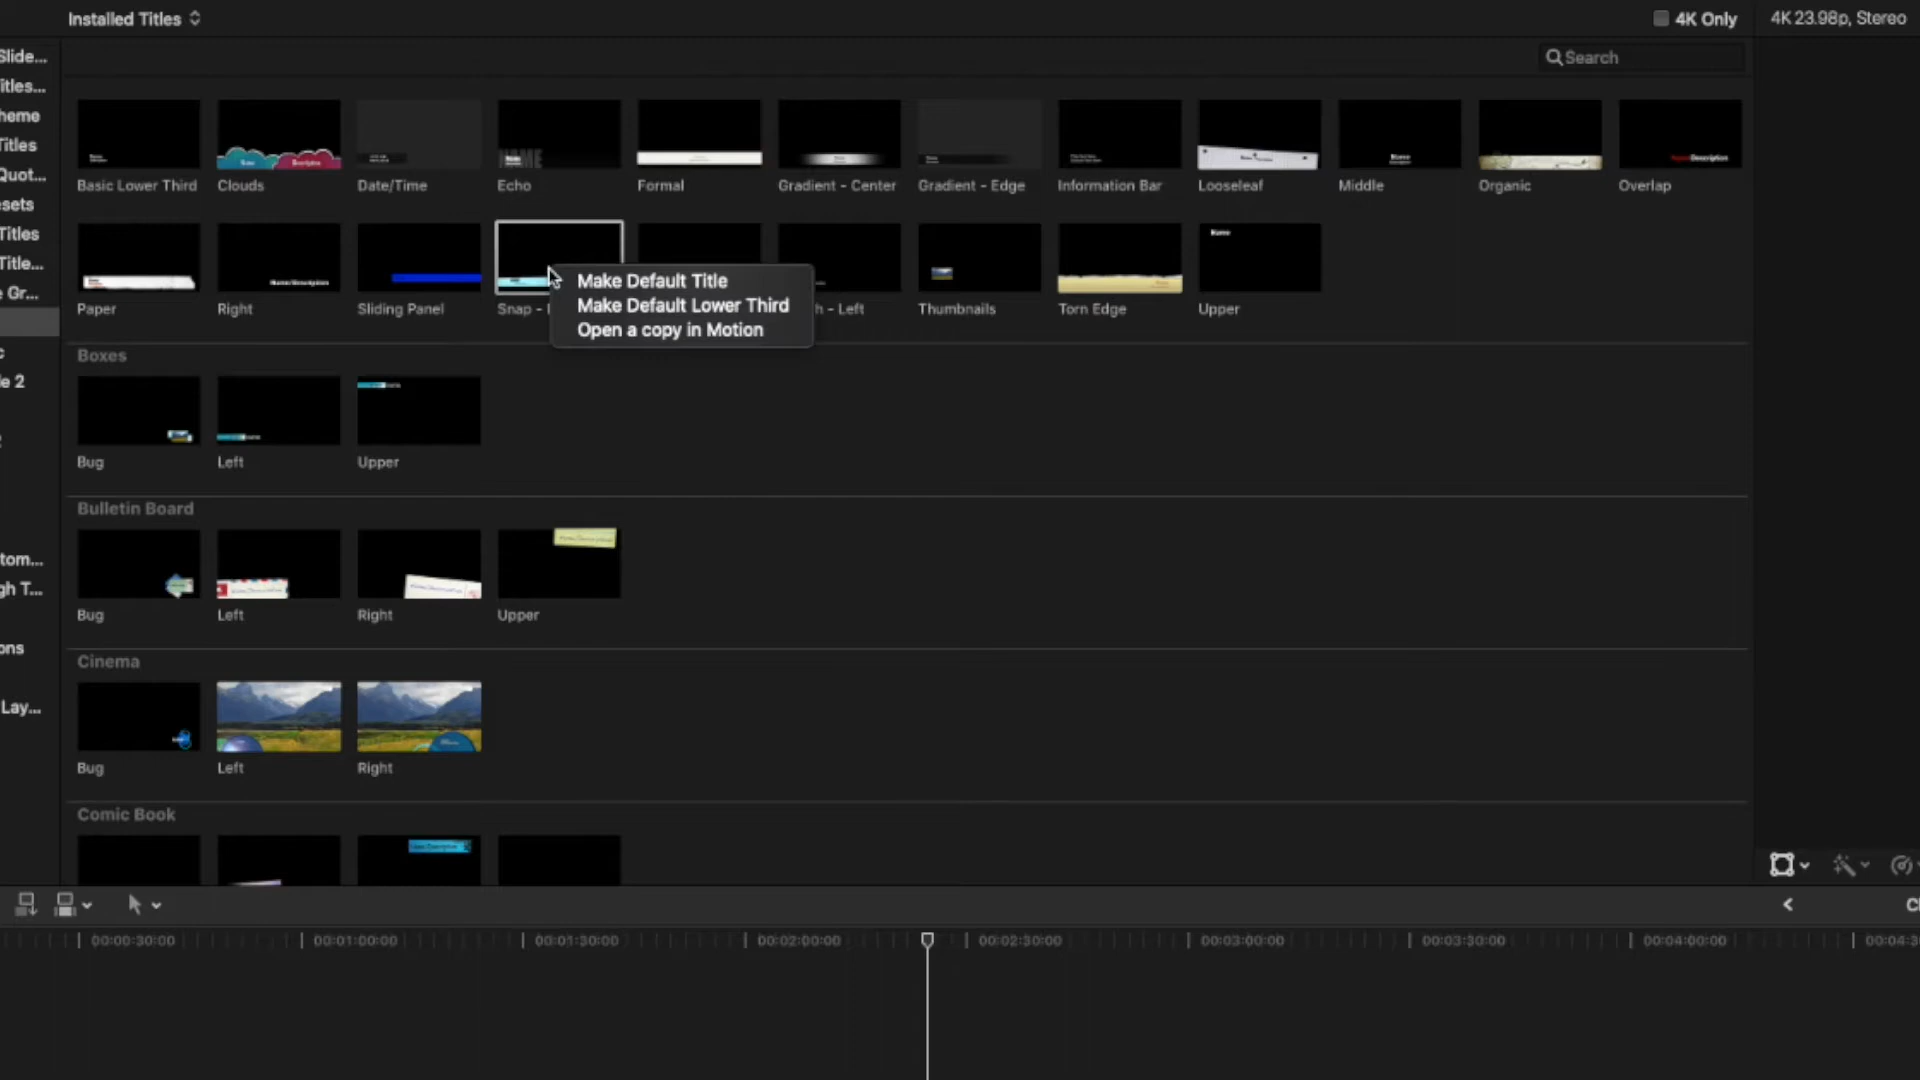 Installed Titles
4K Only
4K 23.98p, Stereo
Slide...
Search
itles...
heme
Titles
Quot...
esets
Titles
Title...
e Gr...
c
le 2
tom...
gh T...
ons
Lay...
Basic Lower Third
Clouds
Date/Time
Echo
Formal
Gradient - Center
Gradient - Edge
Information Bar
Looseleaf
Middle
Organic
Overlap
Paper
Right
Sliding Panel
Snap -
h - Left
Thumbnails
Torn Edge
Upper
Make Default Title
Make Default Lower Third
Open a copy in Motion
Boxes
Bug
Left
Upper
Bulletin Board
Bug
Left
Right
Upper
Cinema
Bug
Left
Right
Comic Book
00:00:30:00
00:01:00:00
00:01:30:00
00:02:00:00
00:02:30:00
00:03:00:00
00:03:30:00
00:04:00:00
00:04:3